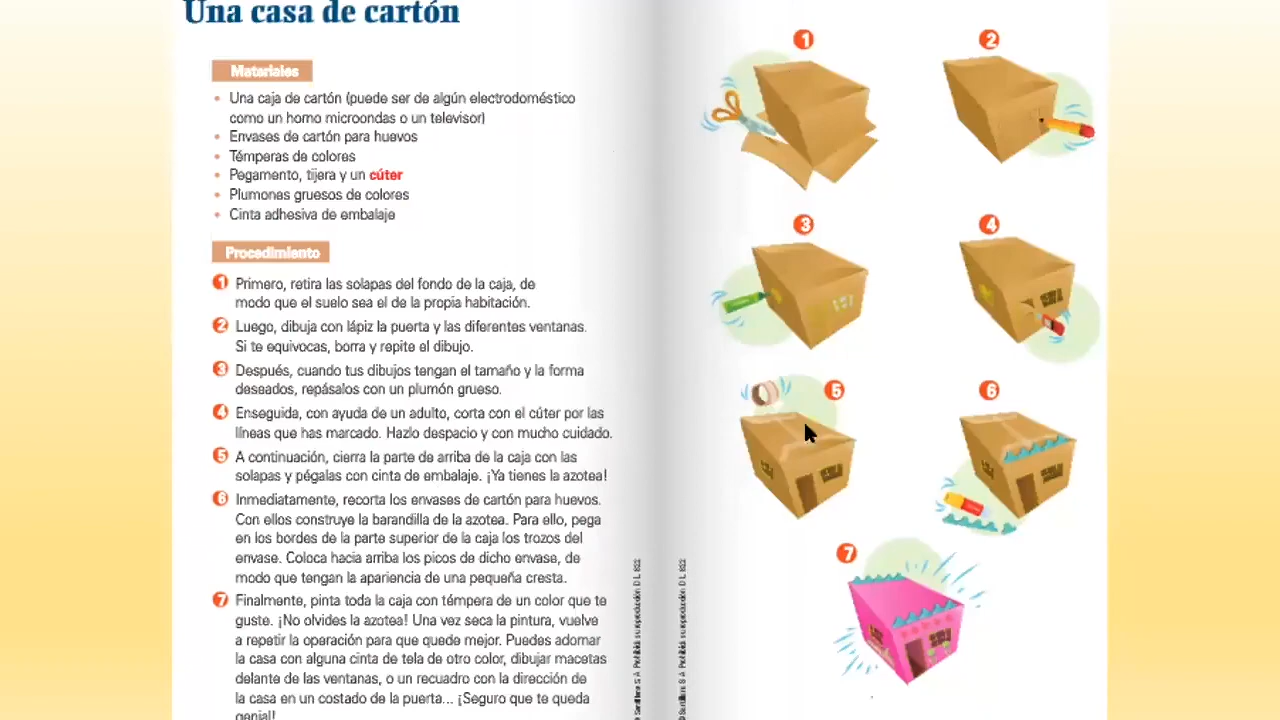 Una casa de cartón
Materiales
• Una caja de cartón (puede ser de algún electrodoméstico
como un horno microondas o un televisor)
• Envases de cartón para huevos
• Témperas de colores
• Pegamento, tijera y un cúter
• Plumones gruesos de colores
• Cinta adhesiva de embalaje
Procedimiento
1 Primero, retira las solapas del fondo de la caja, de
modo que el suelo sea el de la propia habitación.
2 Luego, dibuja con lápiz la puerta y las diferentes ventanas.
Si te equivocas, borra y repite el dibujo.
3 Después, cuando tus dibujos tengan el tamaño y la forma
deseados, repásalos con un plumón grueso.
4 Enseguida, con ayuda de un adulto, corta con el cúter por las
líneas que has marcado. Hazlo despacio y con mucho cuidado.
5 A continuación, cierra la parte de arriba de la caja con las
solapas y pégalas con cinta de embalaje. ¡Ya tienes la azotea!
6 Inmediatamente, recorta los envases de cartón para huevos.
Con ellos construye la barandilla de la azotea. Para ello, pega
en los bordes de la parte superior de la caja los trozos del
envase. Coloca hacia arriba los picos de dicho envase, de
modo que tengan la apariencia de una pequeña cresta.
7 Finalmente, pinta toda la caja con témpera de un color que te
guste. ¡No olvides la azotea! Una vez seca la pintura, vuelve
a repetir la operación para que quede mejor. Puedes adornar
la casa con alguna cinta de tela de otro color, dibujar macetas
delante de las ventanas, o un recuadro con la dirección de
la casa en un costado de la puerta... ¡Seguro que te queda
genial!
© Santillana S. A. Prohibida su reproducción. D. L. 822
© Santillana S. A. Prohibida su reproducción. D. L. 822
1
2
3
4
5
6
7